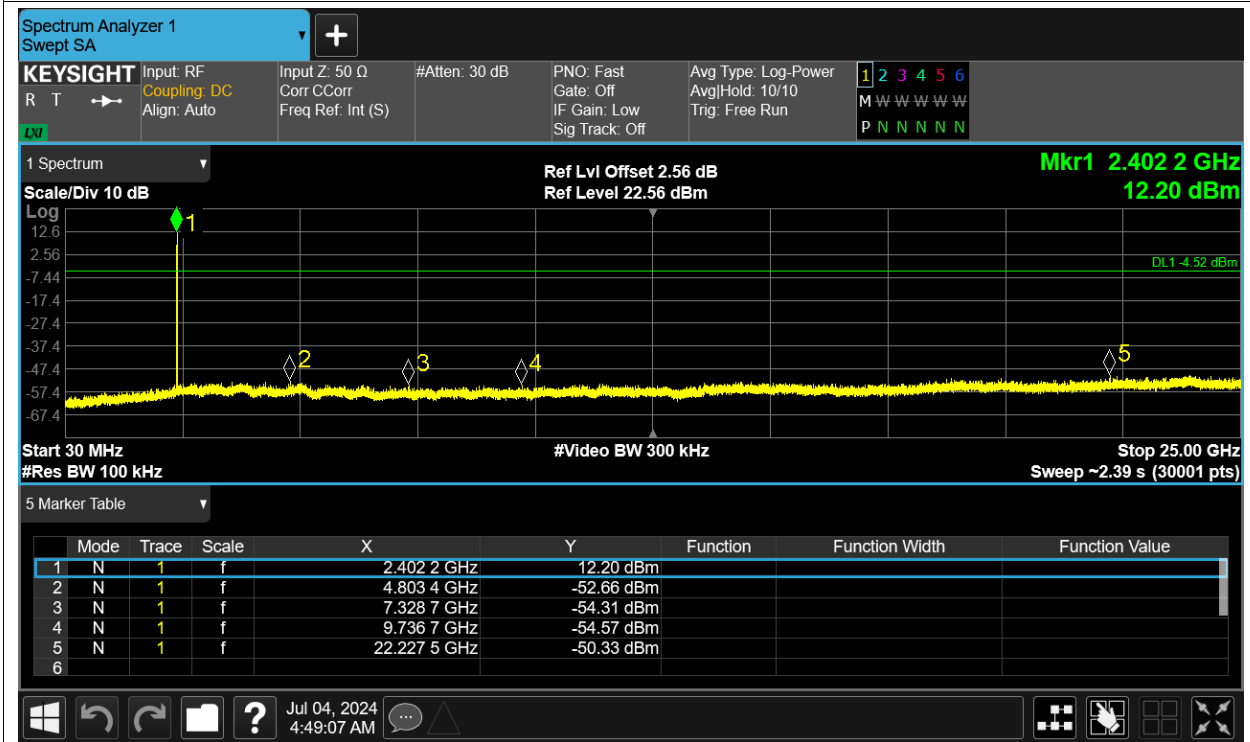 Spectrum Analyzer 1
Swept SA
KEYSIGHT
R T
LXI
Input: RF
Coupling: DC
Align: Auto
Input Z: 50 Ω
Corr CCorr
Freq Ref: Int (S)
#Atten: 30 dB
PNO: Fast
Gate: Off
IF Gain: Low
Sig Track: Off
Avg Type: Log-Power
Avg|Hold: 10/10
Trig: Free Run
1 2 3 4 5 6
M W W W W W
P N N N N N
1 Spectrum
Scale/Div 10 dB
Ref Lvl Offset 2.56 dB
Ref Level 22.56 dBm
Mkr1 2.402 2 GHz
12.20 dBm
Log
12.6
2.56
-7.44
-17.4
-27.4
-37.4
-47.4
-57.4
-67.4
1
2
3
4
5
DL1 -4.52 dBm
Start 30 MHz
#Res BW 100 kHz
#Video BW 300 kHz
Stop 25.00 GHz
Sweep ~2.39 s (30001 pts)
5 Marker Table
Mode Trace Scale X Y Function Function Width Function Value
1 N 1 f 2.402 2 GHz 12.20 dBm
2 N 1 f 4.803 4 GHz -52.66 dBm
3 N 1 f 7.328 7 GHz -54.31 dBm
4 N 1 f 9.736 7 GHz -54.57 dBm
5 N 1 f 22.227 5 GHz -50.33 dBm
6
?
Jul 04, 2024
4:49:07 AM